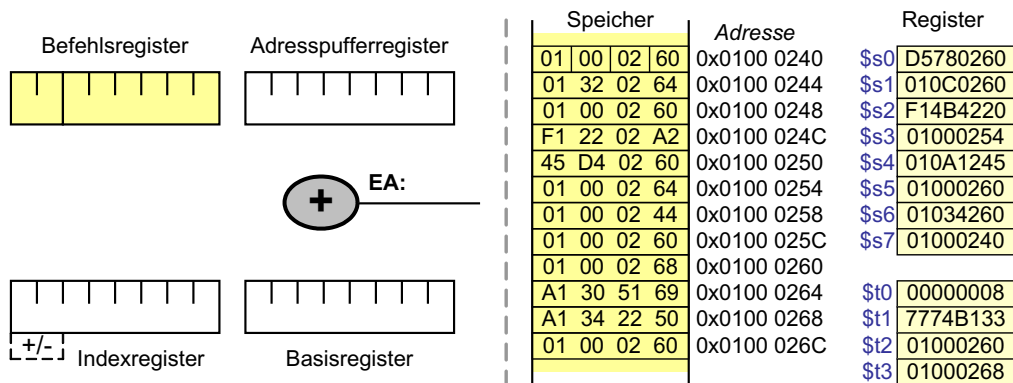 Befehlsregister
Adresspufferregister
EA:
+
+/-
Indexregister
Basisregister
Speicher
Adresse
01 00 02 60 0x0100 0240
01 32 02 64 0x0100 0244
01 00 02 60 0x0100 0248
F1 22 02 A2 0x0100 024C
45 D4 02 60 0x0100 0250
01 00 02 64 0x0100 0254
01 00 02 44 0x0100 0258
01 00 02 60 0x0100 025C
01 00 02 68 0x0100 0260
A1 30 51 69 0x0100 0264
A1 34 22 50 0x0100 0268
01 00 02 60 0x0100 026C
Register
$s0 D5780260
$s1 010C0260
$s2 F14B4220
$s3 01000254
$s4 010A1245
$s5 01000260
$s6 01034260
$s7 01000240
$t0 00000008
$t1 7774B133
$t2 01000260
$t3 01000268